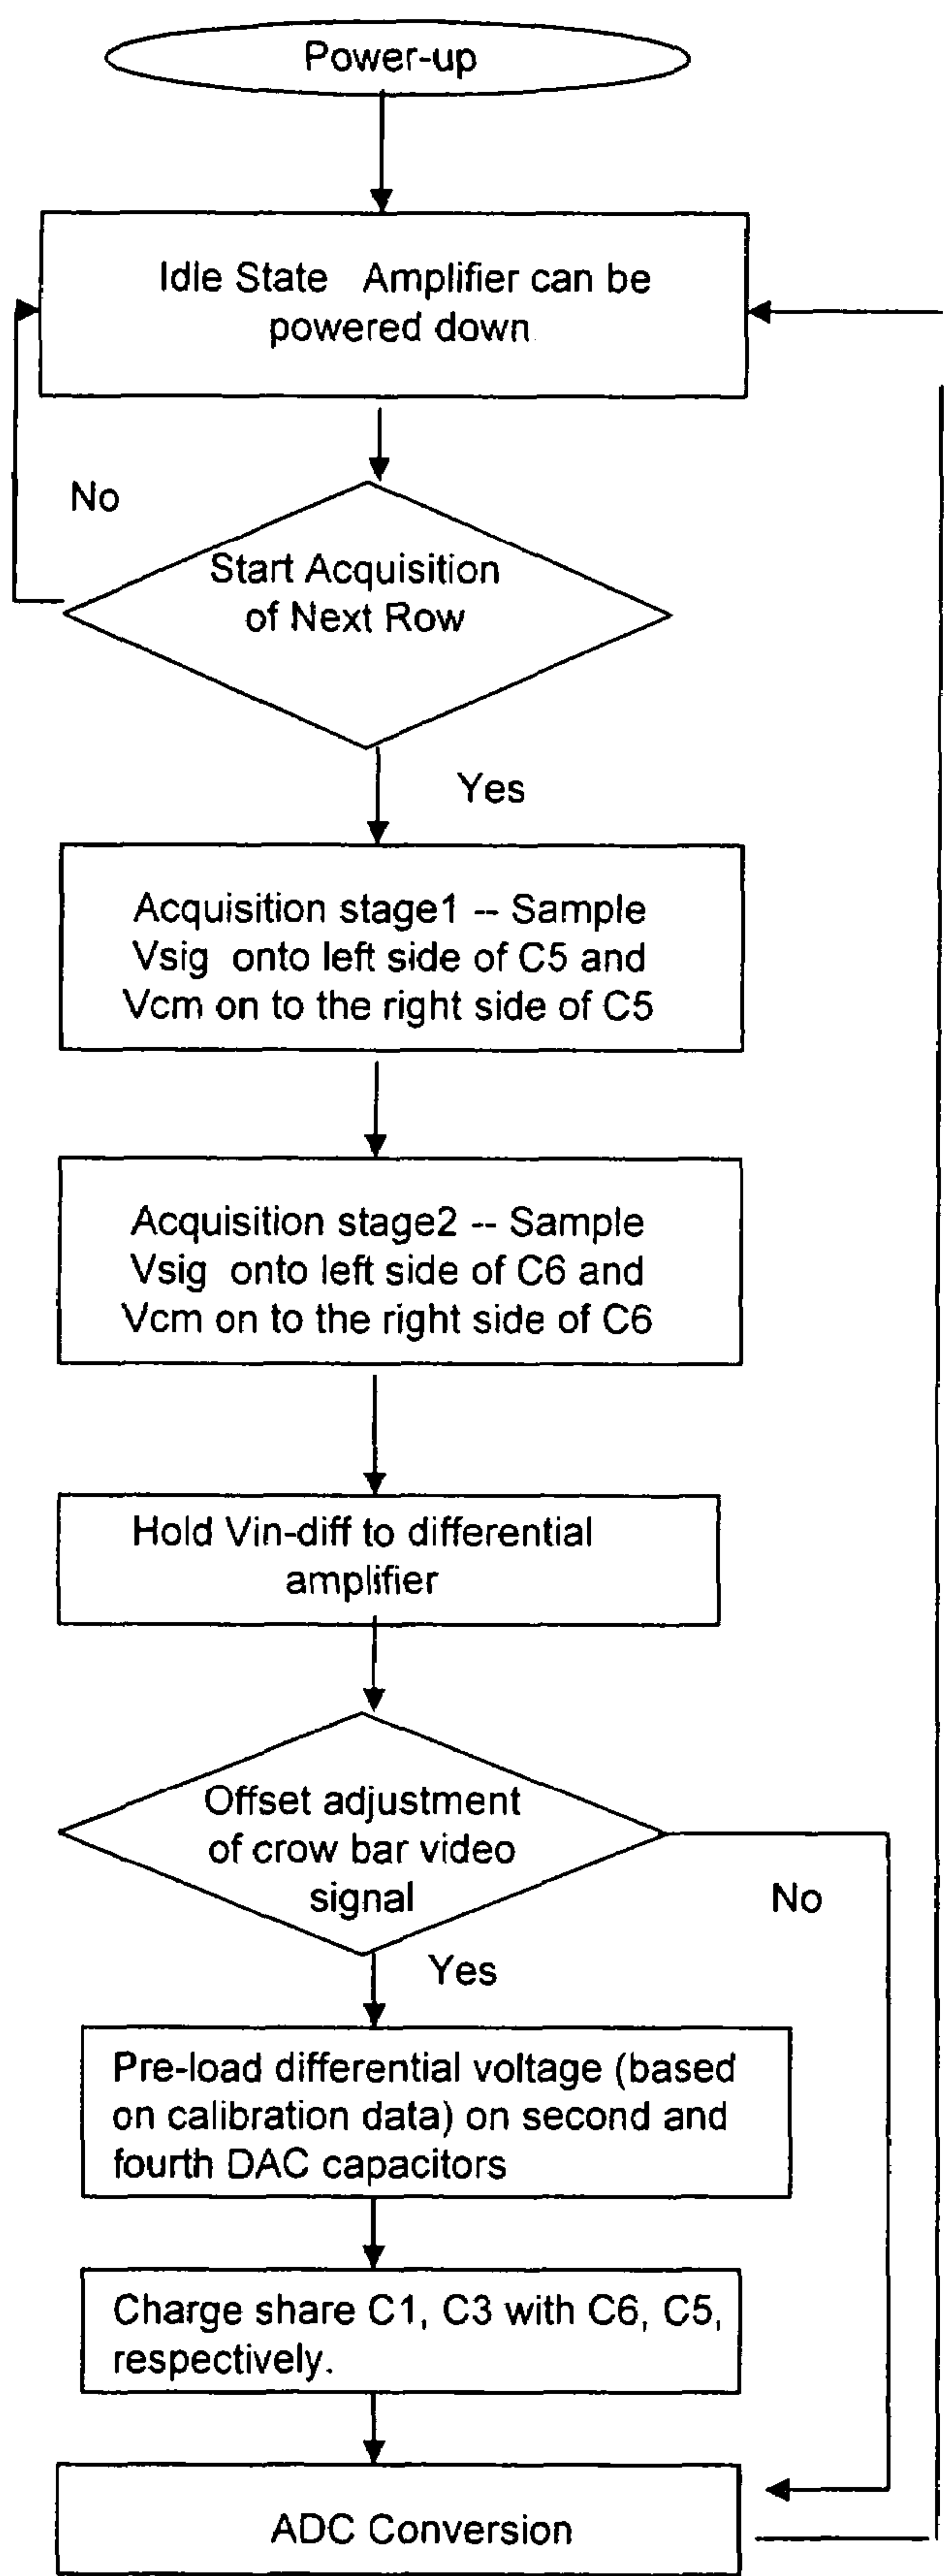 Power-up
Idle State Amplifier can be
powered down
No
Start Acquisition
of Next Row
Yes
Acquisition stage1 -- Sample
Vsig onto left side of C5 and
Vcm on to the right side of C5
Acquisition stage2 -- Sample
Vsig onto left side of C6 and
Vcm on to the right side of C6
Hold Vin-diff to differential
amplifier
Offset adjustment
of crow bar video
signal
No
Yes
Pre-load differential voltage (based
on calibration data) on second and
fourth DAC capacitors
Charge share C1, C3 with C6, C5,
respectively.
ADC Conversion